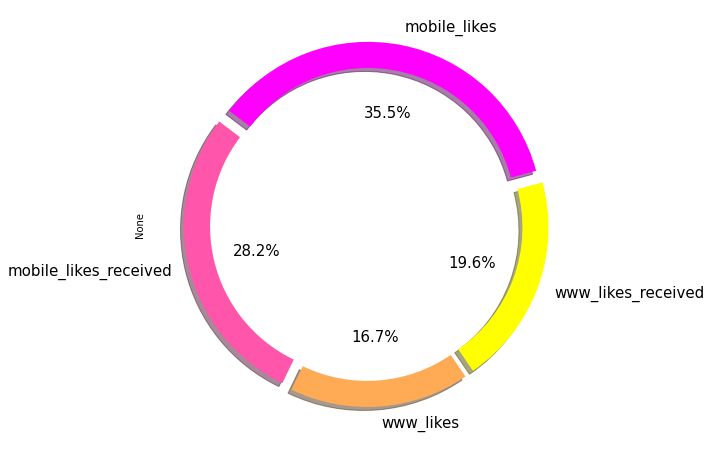 mobile_likes
35.5%
None
28.2%
19.6%
mobile_likes_received
www_likes_received
16.7%
www_likes